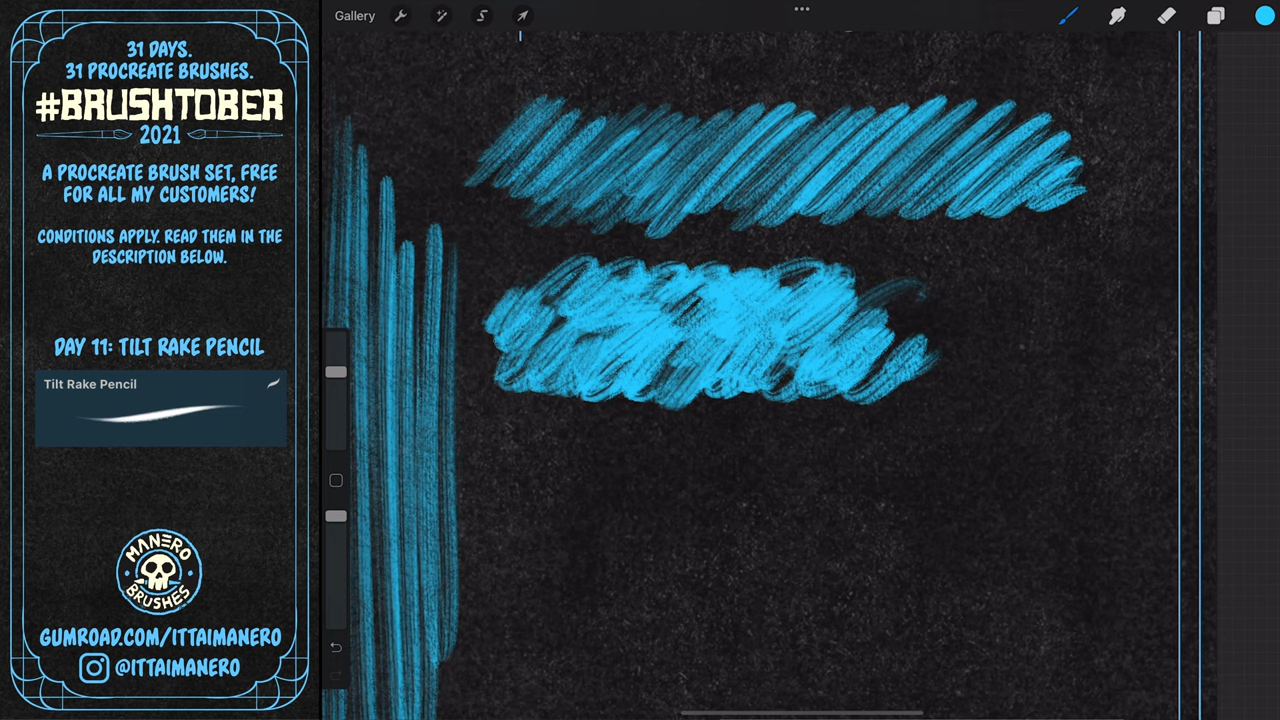 31 DAYS.
31 PROCREATE BRUSHES.
#BRUSHTOBER
2021
A PROCREATE BRUSH SET, FREE
FOR ALL MY CUSTOMERS!
CONDITIONS APPLY. READ THEM IN THE
DESCRIPTION BELOW.
DAY 11: TILT RAKE PENCIL
Tilt Rake Pencil
MANERO
BRUSHES
GUMROAD.COM/ITTAIMANERO
@ITTAIMANERO
Gallery